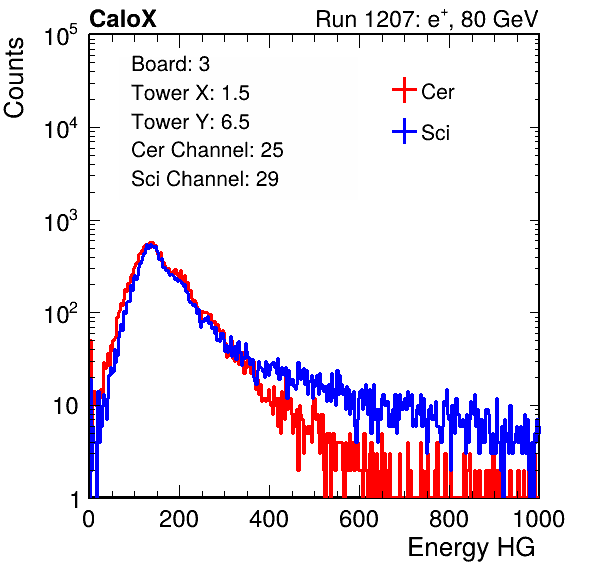 CaloX Run 1207: e⁺, 80 GeV
Counts
Board: 3
Tower X: 1.5
Tower Y: 6.5
Cer Channel: 25
Sci Channel: 29
Cer
Sci
10⁵
10⁴
10³
10²
10
1
0 200 400 600 800 1000
Energy HG